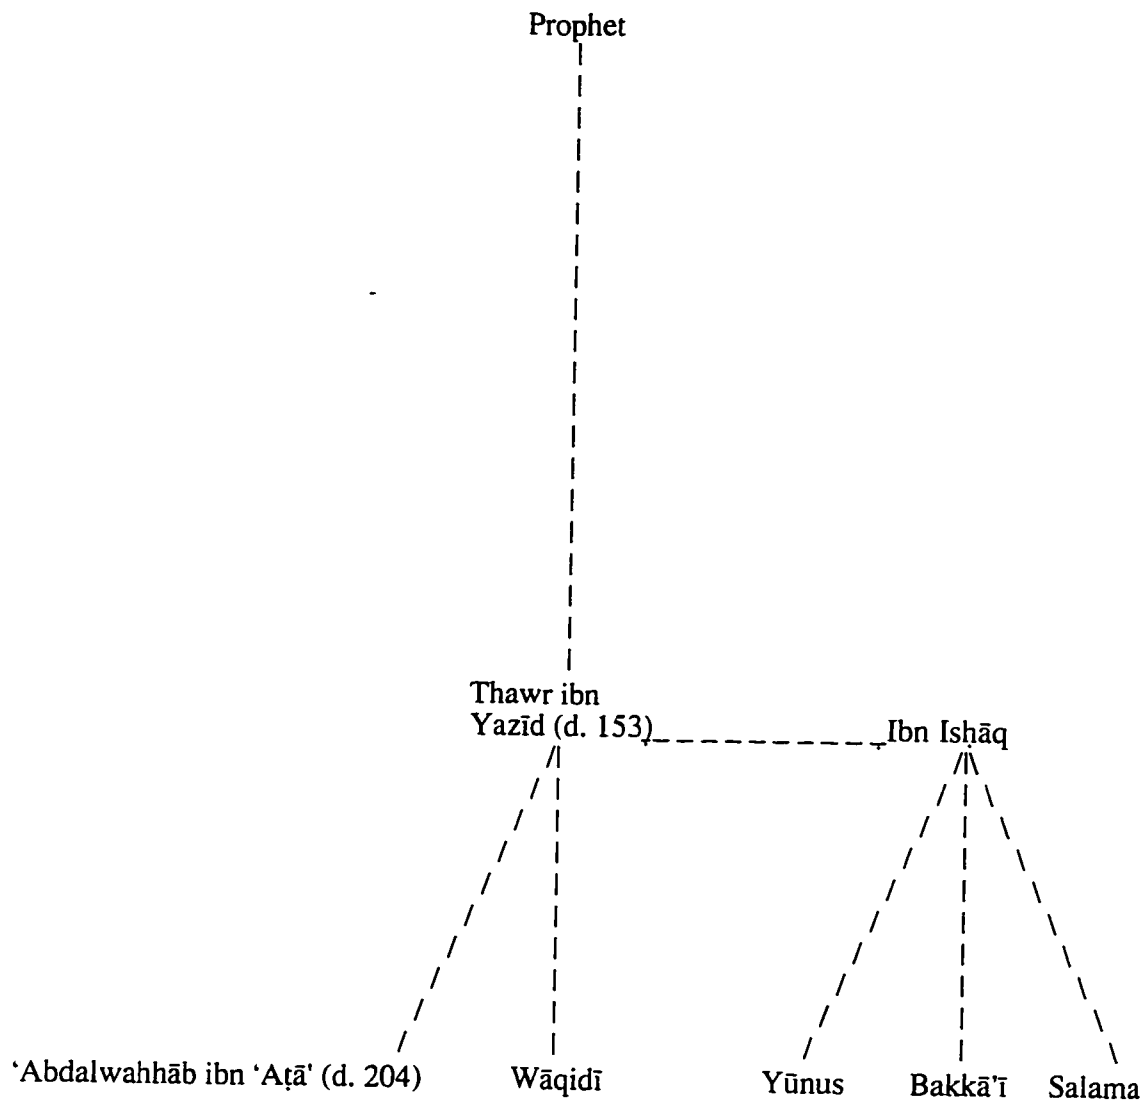 Prophet
Thawr ibn
Yazīd (d. 153)
Ibn Isḥāq
‘Abdalwahhāb ibn ‘Aṭā' (d. 204)
Wāqidī
Yūnus
Bakkā'ī
Salama